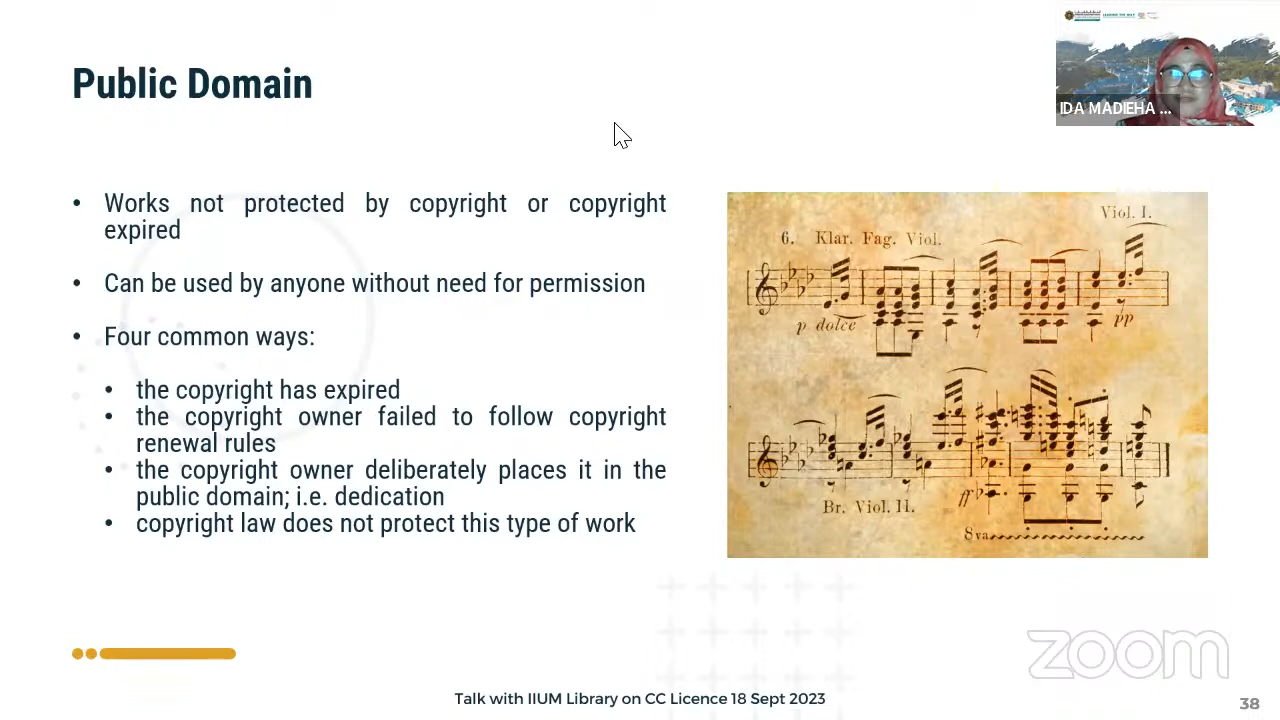 Public Domain
IDA MADIEHA ...
• Works not protected by copyright or copyright
expired
• Can be used by anyone without need for permission
• Four common ways:
• the copyright has expired
• the copyright owner failed to follow copyright
renewal rules
• the copyright owner deliberately places it in the
public domain; i.e. dedication
• copyright law does not protect this type of work
Viol. I.
6. Klar. Fag. Viol.
p dolce
pp
ff
Br. Viol. II.
8va
zoom
Talk with IIUM Library on CC Licence 18 Sept 2023
38